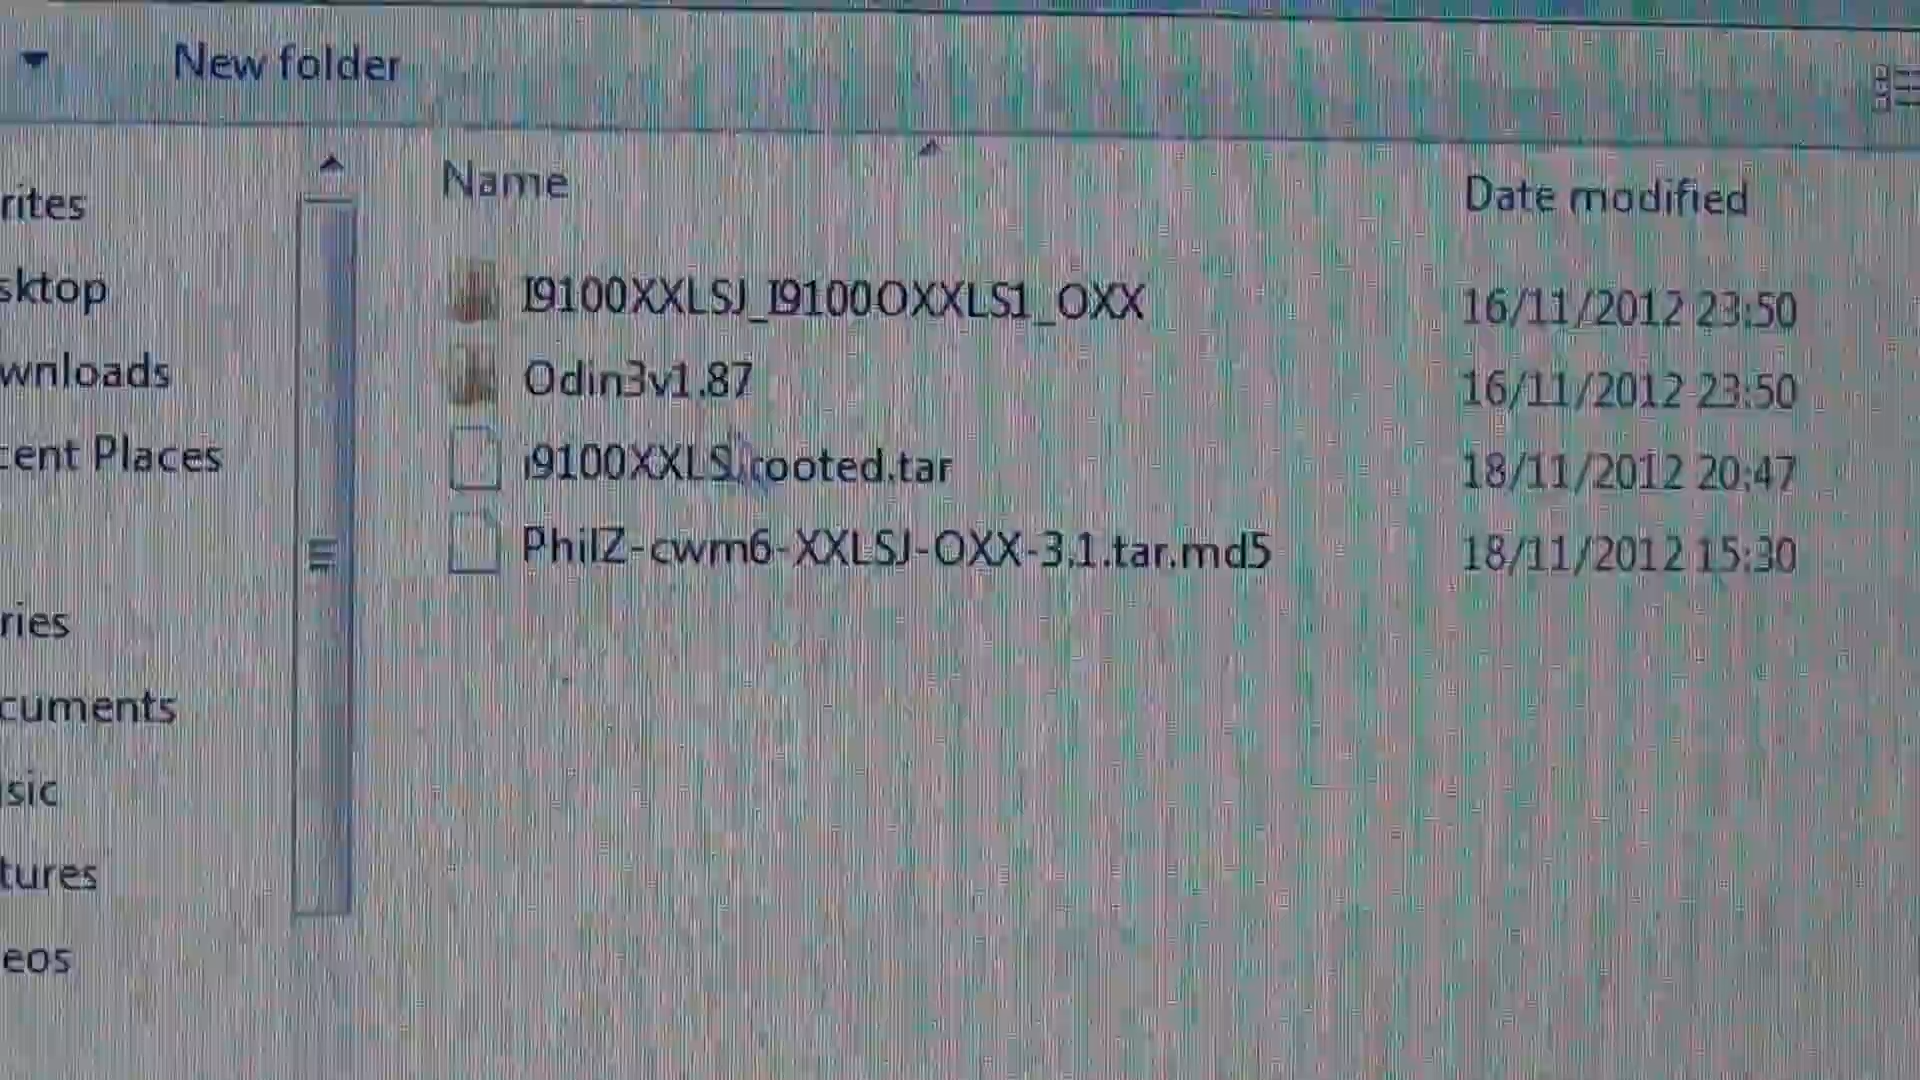 New folder
Name Date modified
I9100XXLSJ_I9100OXXLS1_OXX 16/11/2012 23:50
Odin3v1.87 16/11/2012 23:50
rooted.tar 18/11/2012 20:47
PhilZ-cwm6-XXLSJ-OXX-3.1.tar.md5 18/11/2012 15:30
rites
sktop
wnloads
cent Places
ries
cuments
sic
tures
eos